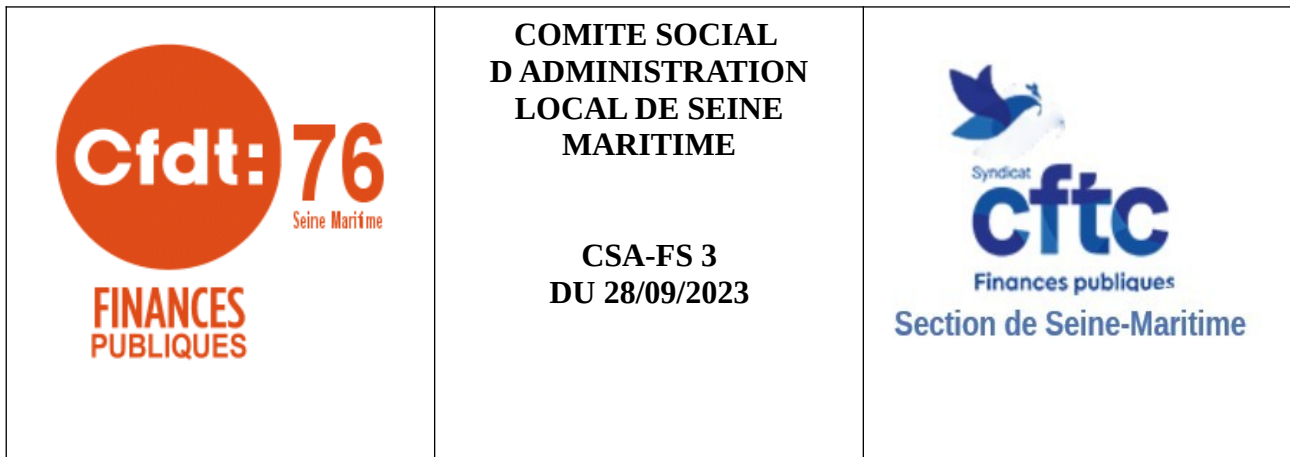 Cfdt:
76
Seine Maritime
FINANCES
PUBLIQUES
COMITE SOCIAL
D ADMINISTRATION
LOCAL DE SEINE
MARITIME
CSA-FS 3
DU 28/09/2023
Syndicat
cftc
Finances publiques
Section de Seine-Maritime